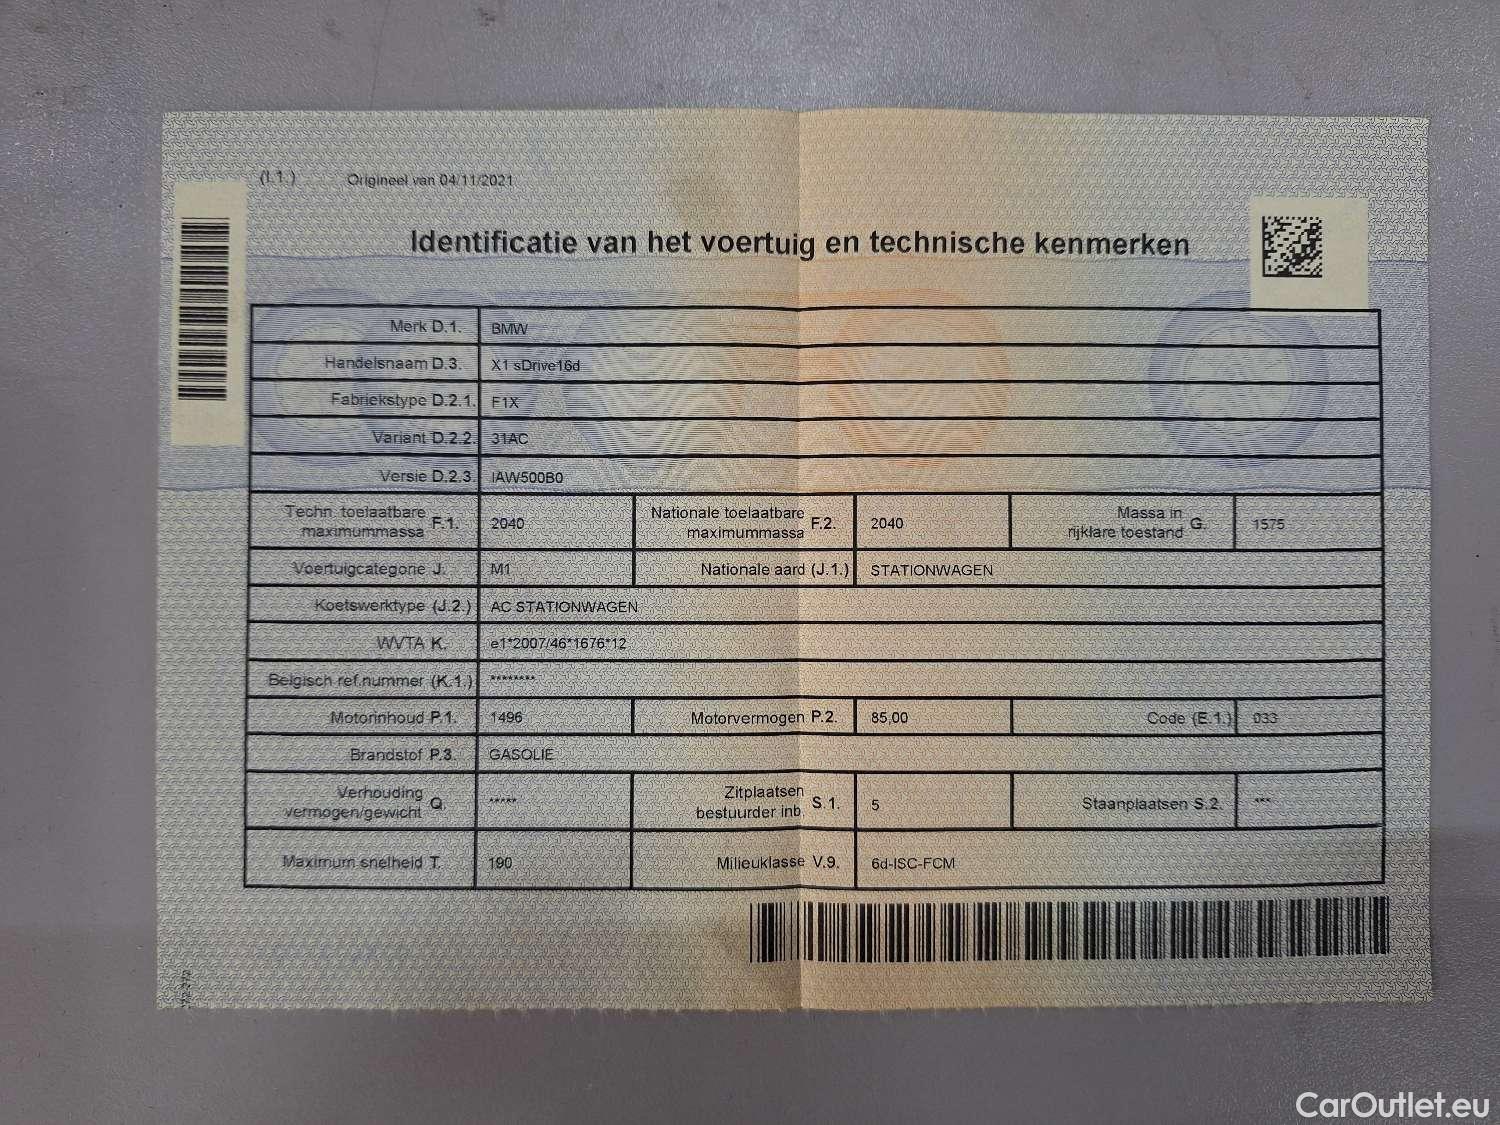 (I.1.) Origineel van 04/11/2021
Identificatie van het voertuig en technische kenmerken
Merk D.1. BMW
Handelsnaam D.3. X1 sDrive16d
Fabriekstype D.2.1. F1X
Variant D.2.2. 31AC
Versie D.2.3. IAW500B0
Techn. toelaatbare maximummassa F.1. 2040 Nationale toelaatbare maximummassa F.2. 2040 Massa in rijklare toestand G. 1575
Voertuigcategorie J. M1 Nationale aard (J.1.) STATIONWAGEN
Koetswerktype (J.2.) AC STATIONWAGEN
WVTA K. e1*2007/46*1676*12
Belgisch ref.nummer (K.1.) ********
Motorinhoud P.1. 1496 Motorvermogen P.2. 85,00 Code (E.1.) 033
Brandstof P.3. GASOLIE
Verhouding vermogen/gewicht Q. ***** Zitplaatsen bestuurder inb. S.1. 5 Staanplaatsen S.2. ***
Maximum snelheid T. 190 Milieuklasse V.9. 6d-ISC-FCM
CarOutlet.eu